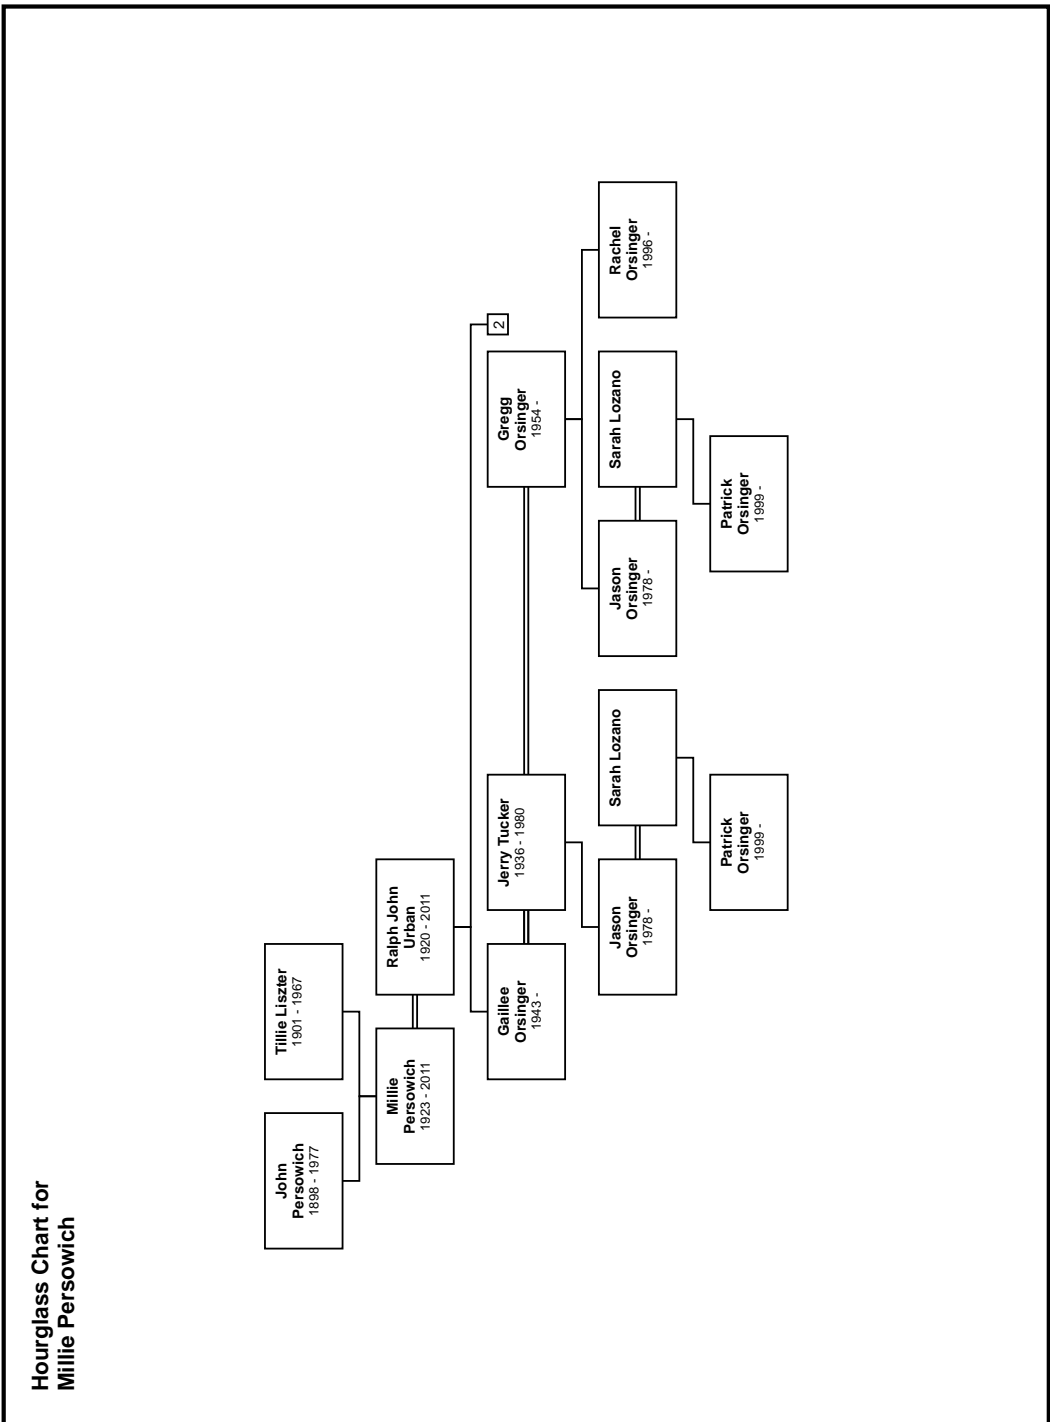 Hourglass Chart for
Millie Persowich
John
Persowich
1898 - 1977
Tillie Liszter
1901 - 1967
Millie
Persowich
1923 - 2011
Ralph John
Urban
1920 - 2011
Gaillee
Orsinger
1943 -
Jerry Tucker
1936 - 1980
Gregg
Orsinger
1954 -
2
Jason
Orsinger
1978 -
Sarah Lozano
Jason
Orsinger
1978 -
Sarah Lozano
Rachel
Orsinger
1996 -
Patrick
Orsinger
1999 -
Patrick
Orsinger
1999 -